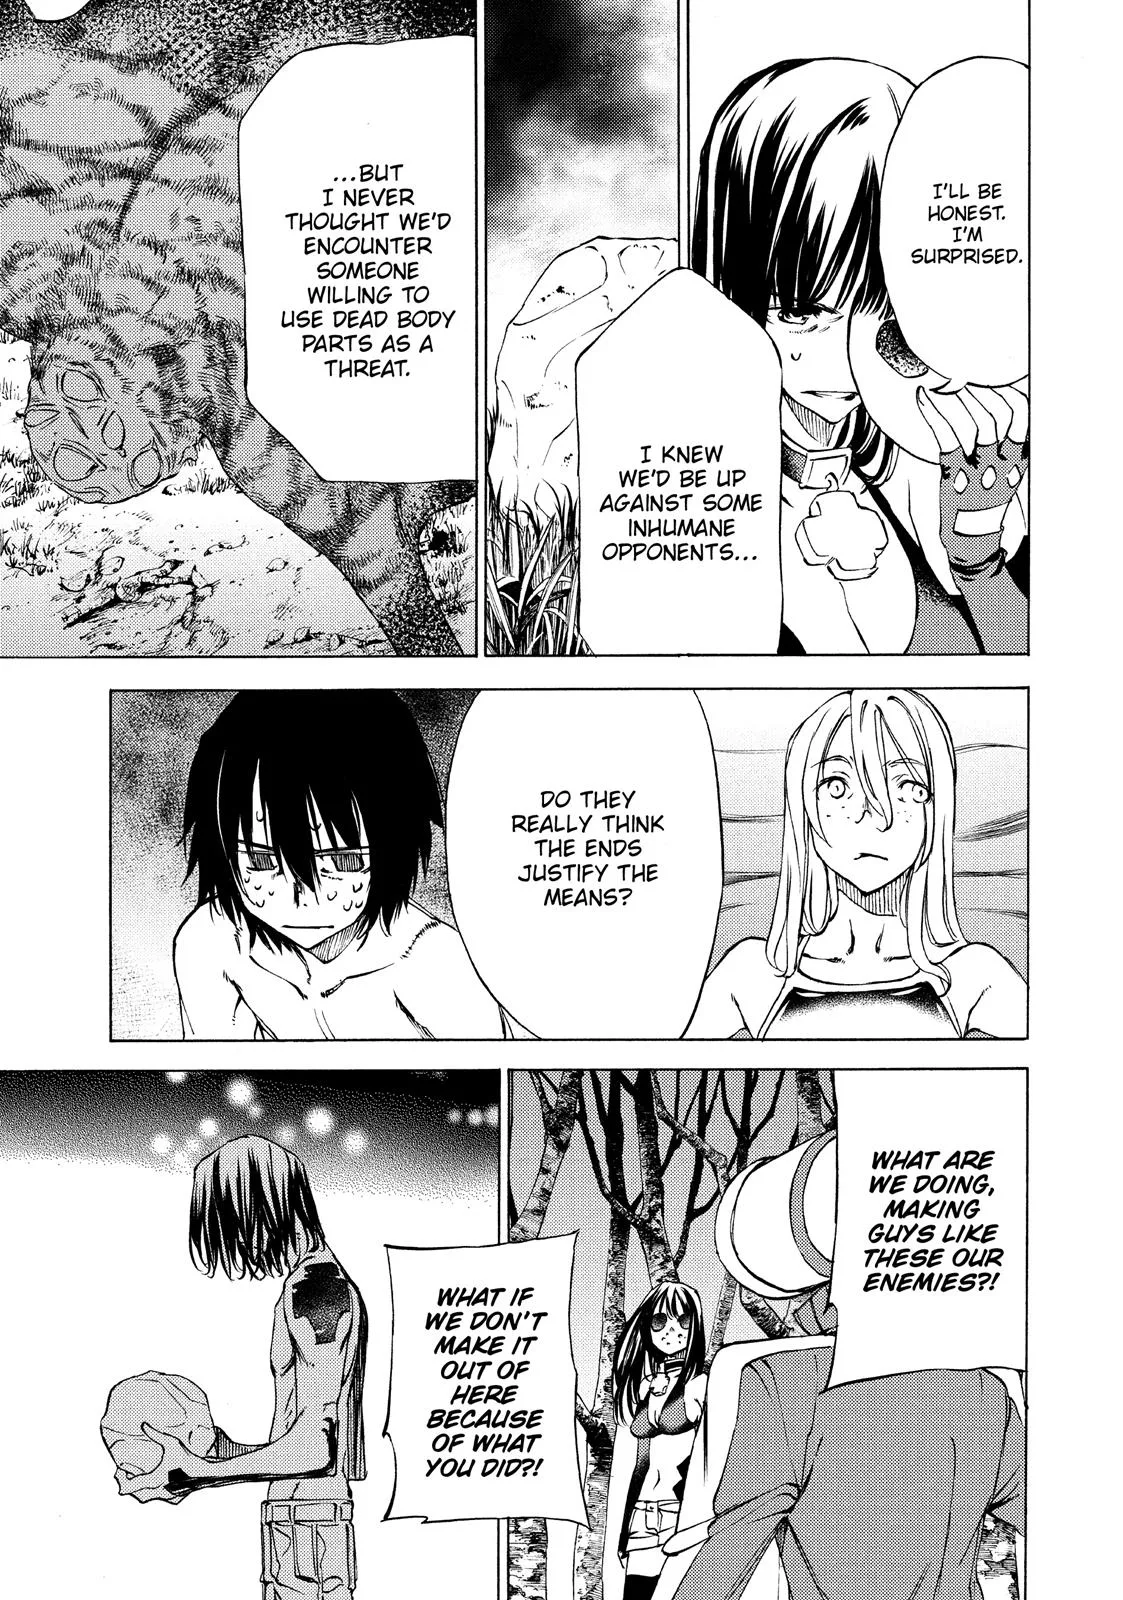 I'LL BE
HONEST.
I'M
SURPRISED.
I KNEW
WE'D BE UP
AGAINST SOME
INHUMANE
OPPONENTS...
...BUT
I NEVER
THOUGHT WE'D
ENCOUNTER
SOMEONE
WILLING TO
USE DEAD BODY
PARTS AS A
THREAT.
DO THEY
REALLY THINK
THE ENDS
JUSTIFY THE
MEANS?
WHAT ARE
WE DOING,
MAKING
GUYS LIKE
THESE OUR
ENEMIES?!
WHAT IF
WE DON'T
MAKE IT
OUT OF
HERE
BECAUSE
OF WHAT
YOU DID?!